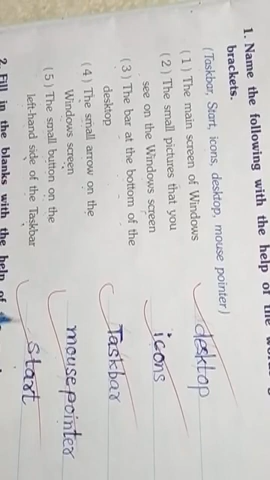 1. Name the following with the help of the
brackets.
(Taskbar, Start, icons, desktop, mouse pointer)
(1) The main screen of Windows desktop
(2) The small pictures that you
see on the Windows screen icons
(3) The bar at the bottom of the
desktop Taskbar
(4) The small arrow on the
Windows screen mouse pointer
(5) The small button on the
left-hand side of the Taskbar Start
2. Fill in the blanks with the help of